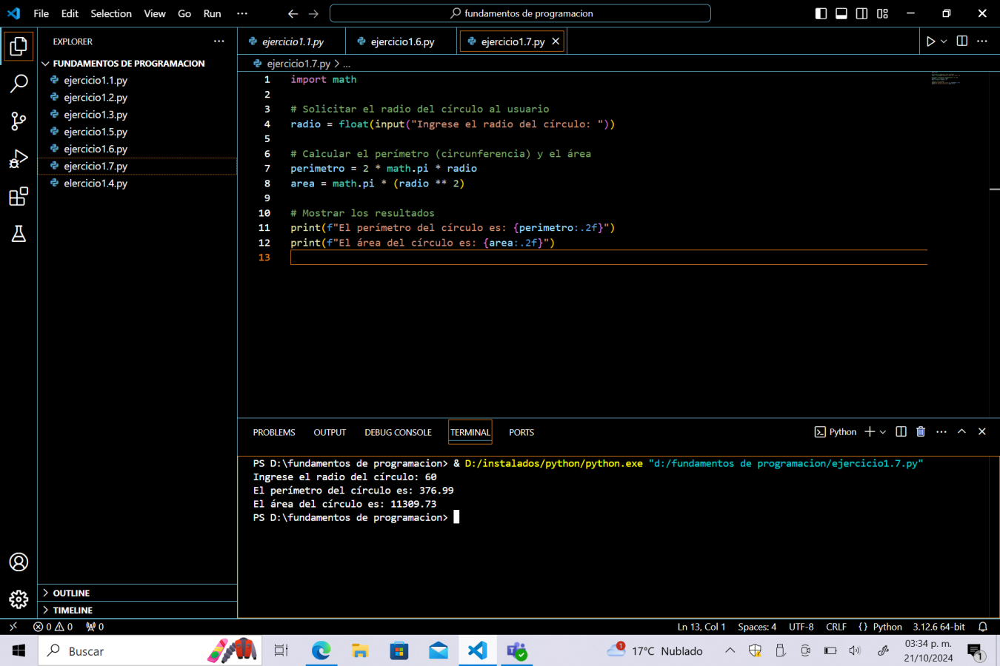 File Edit Selection View Go Run ···
fundamentos de programacion
EXPLORER ···
FUNDAMENTOS DE PROGRAMACION
ejercicio1.1.py
ejercicio1.2.py
ejercicio1.3.py
ejercicio1.5.py
ejercicio1.6.py
ejercicio1.7.py
elercicio1.4.py
OUTLINE
TIMELINE
ejercicio1.1.py ejercicio1.6.py ejercicio1.7.py
ejercicio1.7.py > ...
1 import math
2
3 # Solicitar el radio del círculo al usuario
4 radio = float(input("Ingrese el radio del círculo: "))
5
6 # Calcular el perímetro (circunferencia) y el área
7 perimetro = 2 * math.pi * radio
8 area = math.pi * (radio ** 2)
9
10 # Mostrar los resultados
11 print(f"El perímetro del círculo es: {perimetro:.2f}")
12 print(f"El área del círculo es: {area:.2f}")
13
PROBLEMS OUTPUT DEBUG CONSOLE TERMINAL PORTS
Python
PS D:\fundamentos de programacion> & D:/instalados/python/python.exe "d:/fundamentos de programacion/ejercicio1.7.py"
Ingrese el radio del círculo: 60
El perímetro del círculo es: 376.99
El área del círculo es: 11309.73
PS D:\fundamentos de programacion>
0 0 0
Ln 13, Col 1 Spaces: 4 UTF-8 CRLF {} Python 3.12.6 64-bit
Buscar
1
17°C Nublado
03:34 p. m.
21/10/2024
1